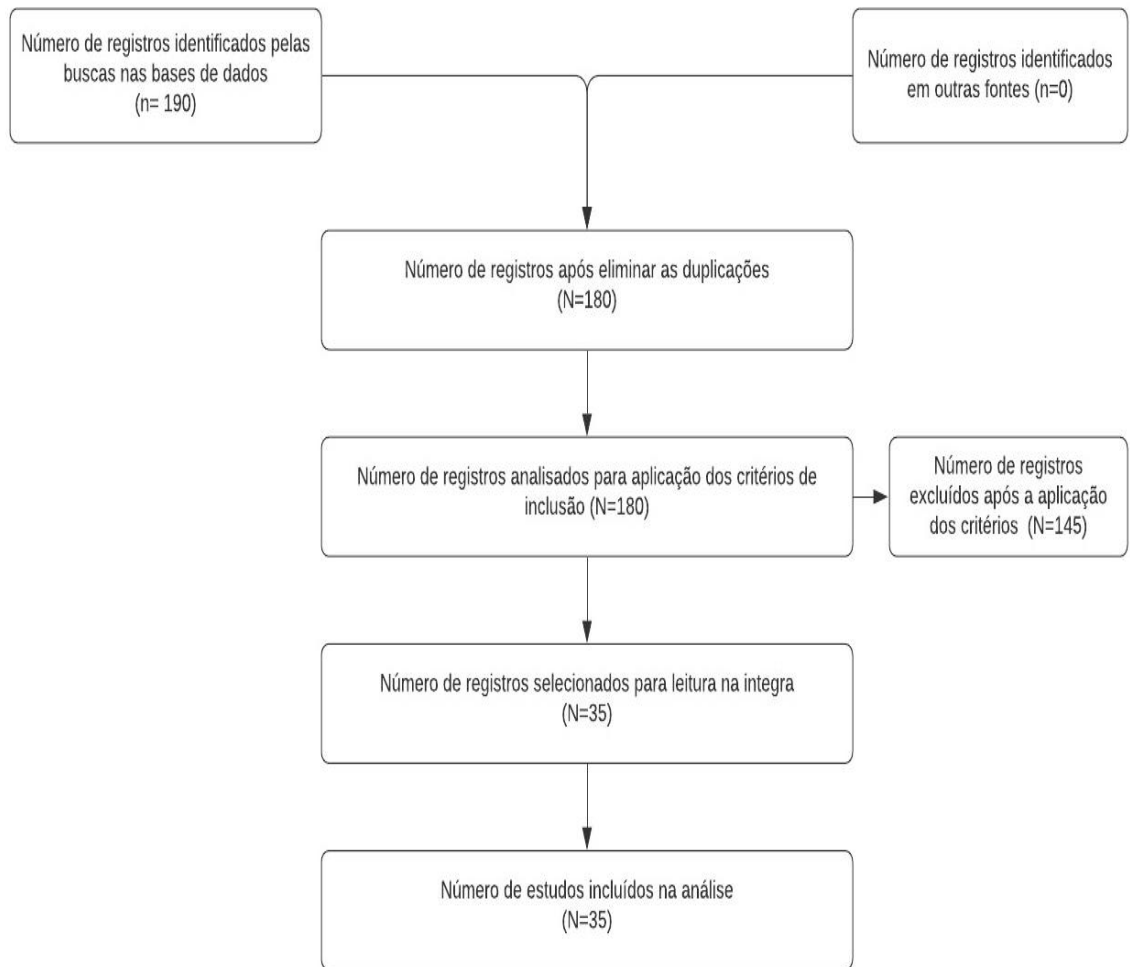 Número de registros identificados pelas
buscas nas bases de dados
(n= 190)
Número de registros identificados
em outras fontes (n=0)
Número de registros após eliminar as duplicações
(N=180)
Número de registros analisados para aplicação dos critérios de
inclusão (N=180)
Número de registros
excluídos após a aplicação
dos critérios (N=145)
Número de registros selecionados para leitura na integra
(N=35)
Número de estudos incluídos na análise
(N=35)